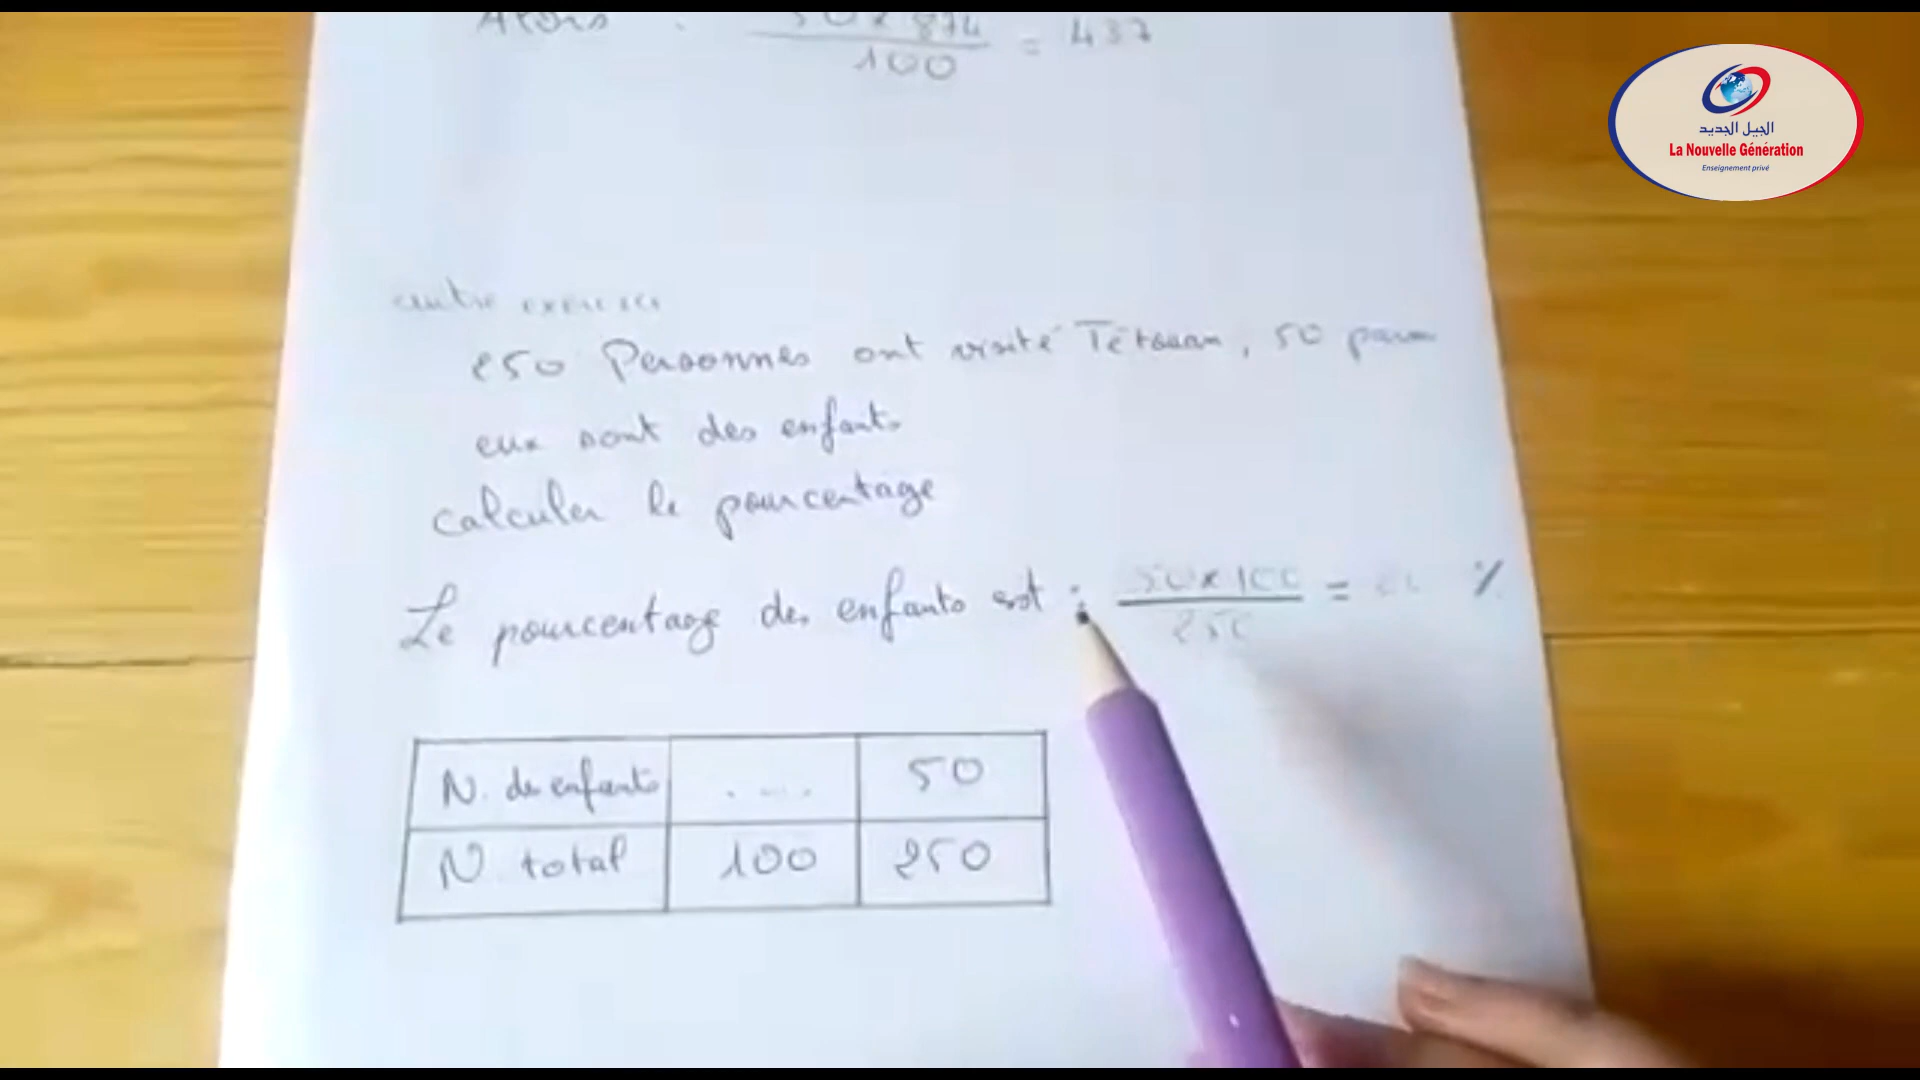 Alors : 50 x 874 / 100 = 437
الجيل الجديد
La Nouvelle Génération
Enseignement privé
autre exercice
250 Personnes ont visité Tétouan, 50 parm
eux sont des enfants
calculer le pourcentage
Le pourcentage des enfants est : 50 x 100 / 250 = %
N. des enfants .... 50
N. total 100 250